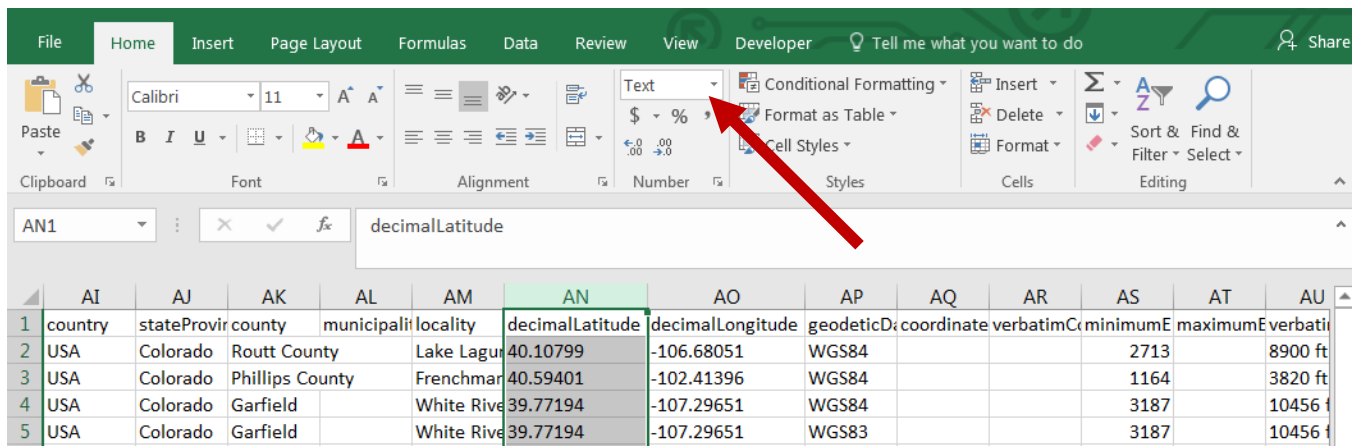 File Home Insert Page Layout Formulas Data Review View Developer Tell me what you want to do Share
Calibri 11 A A Text Conditional Formatting Insert
Paste $ % , Format as Table Delete Sort & Find &
B I U A Cell Styles Format Filter Select
Clipboard Font Alignment Number Styles Cells Editing
AN1 fx decimalLatitude
AI AJ AK AL AM AN AO AP AQ AR AS AT AU
1 country stateProvin county municipalit locality decimalLatitude decimalLongitude geodeticDa coordinate verbatimCo minimumE maximumE verbatim
2 USA Colorado Routt County Lake Lagun 40.10799 -106.68051 WGS84 2713 8900 ft
3 USA Colorado Phillips County Frenchman 40.59401 -102.41396 WGS84 1164 3820 ft
4 USA Colorado Garfield White Rive 39.77194 -107.29651 WGS84 3187 10456 f
5 USA Colorado Garfield White Rive 39.77194 -107.29651 WGS83 3187 10456 f